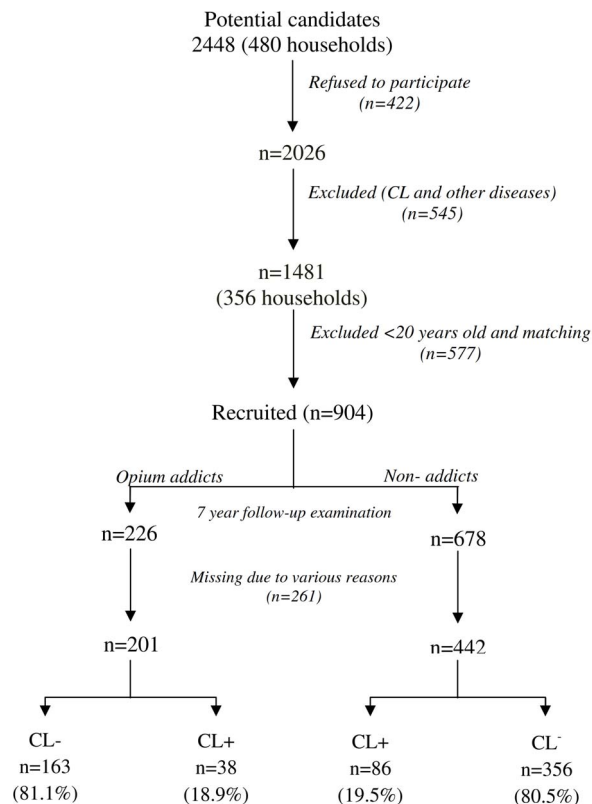 Potential candidates
2448 (480 households)
Refused to participate
(n=422)
n=2026
Excluded (CL and other diseases)
(n=545)
n=1481
(356 households)
Excluded <20 years old and matching
(n=577)
Recruited (n=904)
Opium addicts
Non- addicts
7 year follow-up examination
n=226
n=678
Missing due to various reasons
(n=261)
n=201
n=442
CL-
n=163
(81.1%)
CL+
n=38
(18.9%)
CL+
n=86
(19.5%)
CL⁻
n=356
(80.5%)